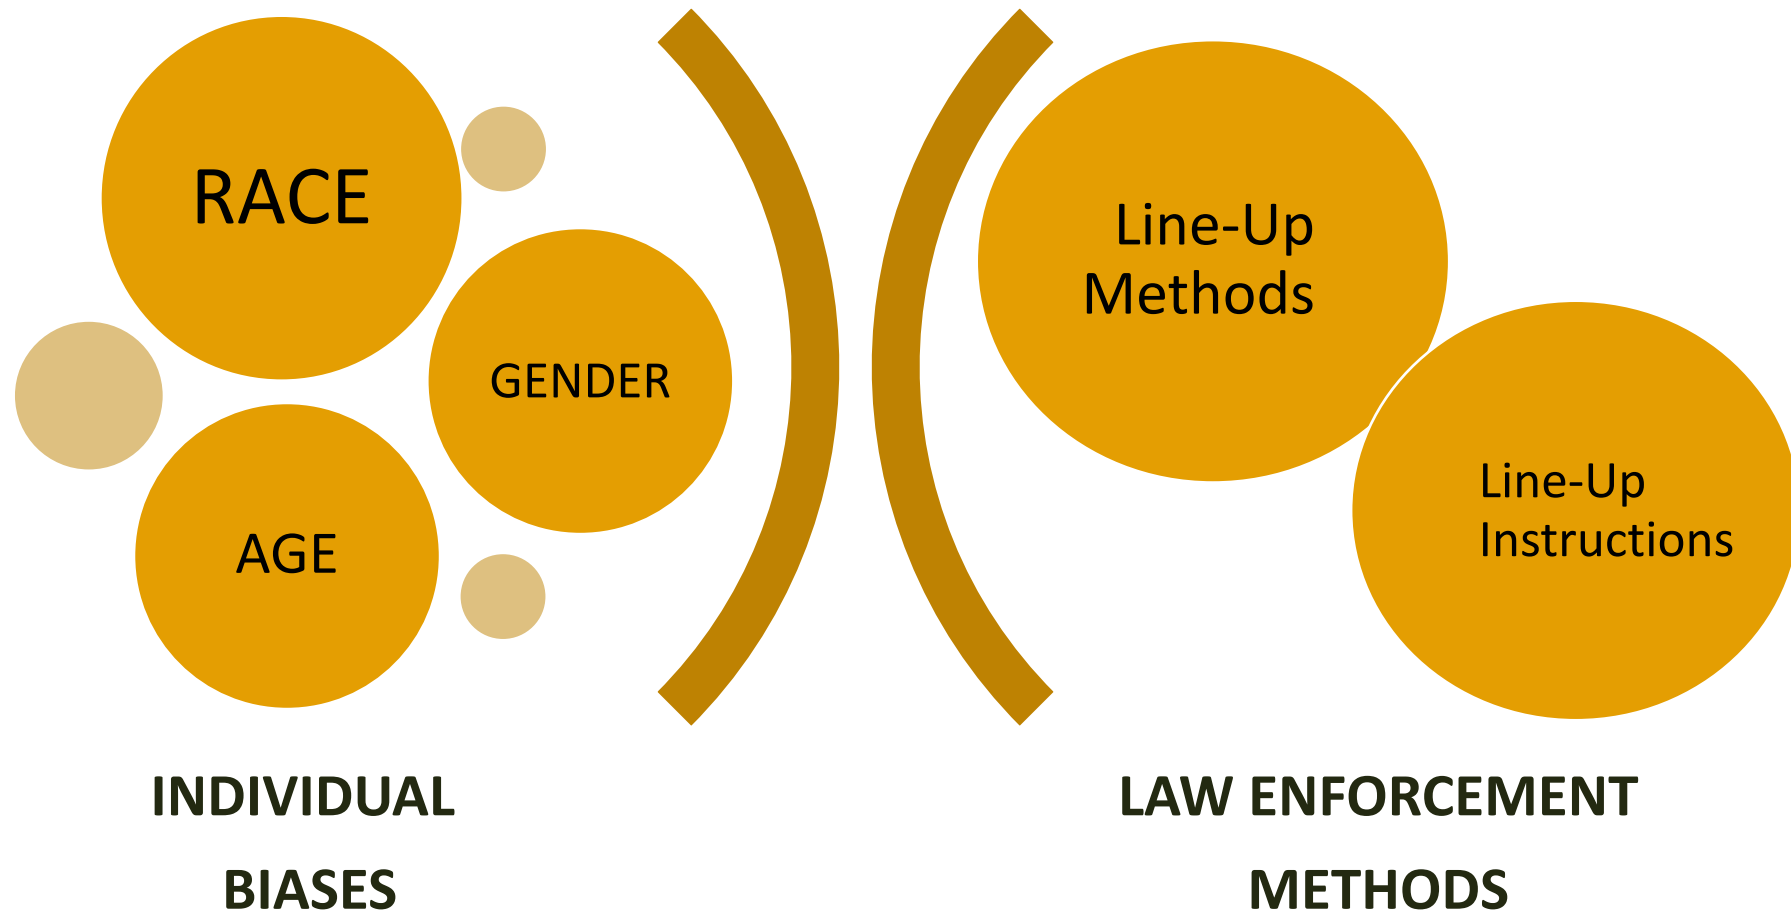 RACE
GENDER
AGE
INDIVIDUAL
BIASES
Line-Up
Methods
Line-Up
Instructions
LAW ENFORCEMENT
METHODS